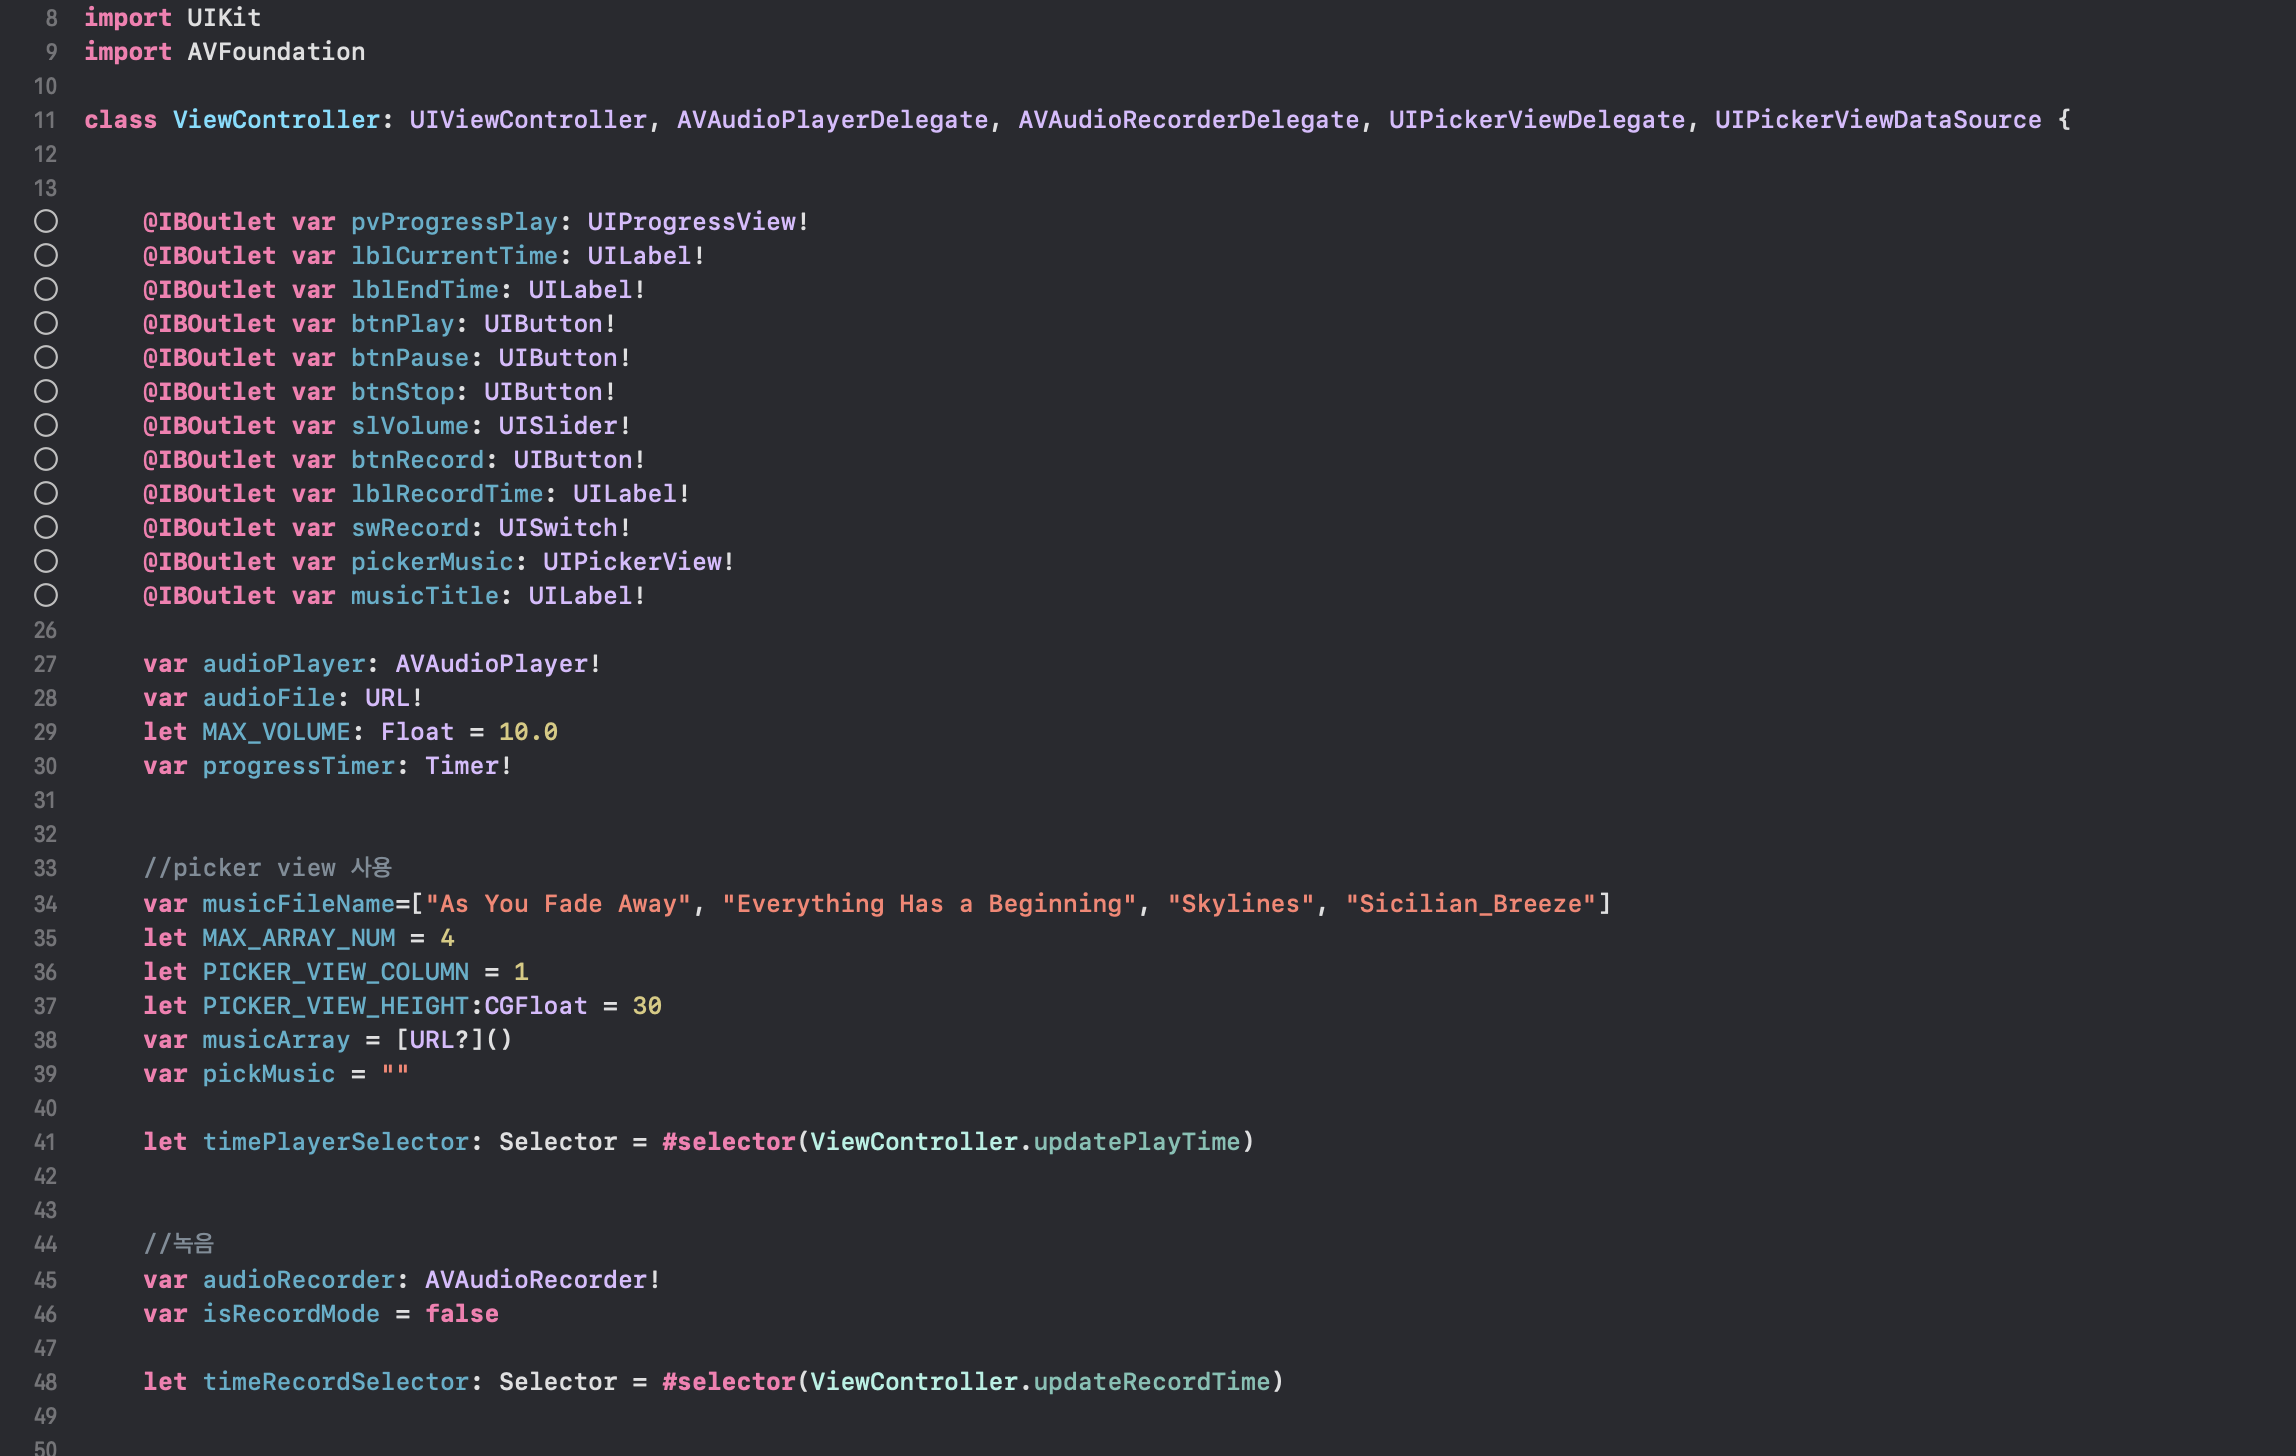 8 import UIKit
9 import AVFoundation
10
11 class ViewController: UIViewController, AVAudioPlayerDelegate, AVAudioRecorderDelegate, UIPickerViewDelegate, UIPickerViewDataSource {
12
13
@IBOutlet var pvProgressPlay: UIProgressView!
@IBOutlet var lblCurrentTime: UILabel!
@IBOutlet var lblEndTime: UILabel!
@IBOutlet var btnPlay: UIButton!
@IBOutlet var btnPause: UIButton!
@IBOutlet var btnStop: UIButton!
@IBOutlet var slVolume: UISlider!
@IBOutlet var btnRecord: UIButton!
@IBOutlet var lblRecordTime: UILabel!
@IBOutlet var swRecord: UISwitch!
@IBOutlet var pickerMusic: UIPickerView!
@IBOutlet var musicTitle: UILabel!
26
27 var audioPlayer: AVAudioPlayer!
28 var audioFile: URL!
29 let MAX_VOLUME: Float = 10.0
30 var progressTimer: Timer!
31
32
33 //picker view 사용
34 var musicFileName=["As You Fade Away", "Everything Has a Beginning", "Skylines", "Sicilian_Breeze"]
35 let MAX_ARRAY_NUM = 4
36 let PICKER_VIEW_COLUMN = 1
37 let PICKER_VIEW_HEIGHT:CGFloat = 30
38 var musicArray = [URL?]()
39 var pickMusic = ""
40
41 let timePlayerSelector: Selector = #selector(ViewController.updatePlayTime)
42
43
44 //녹음
45 var audioRecorder: AVAudioRecorder!
46 var isRecordMode = false
47
48 let timeRecordSelector: Selector = #selector(ViewController.updateRecordTime)
49
50